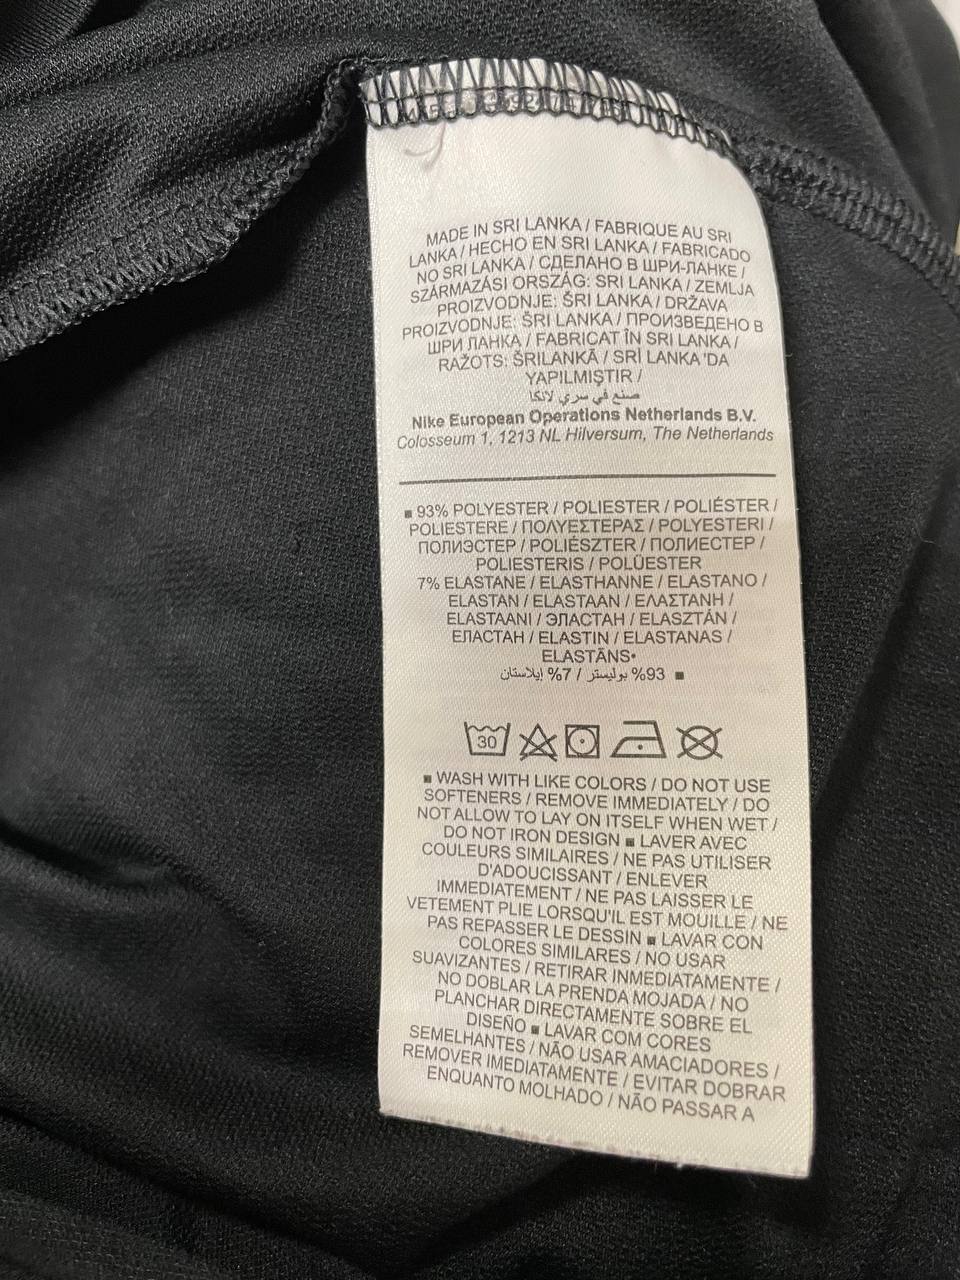 MADE IN SRI LANKA / FABRIQUE AU SRI
LANKA / HECHO EN SRI LANKA / FABRICADO
NO SRI LANKA / СДЕЛАНО В ШРИ-ЛАНКЕ /
SZÁRMAZÁSI ORSZÁG: SRI LANKA / ZEMLJA
PROIZVODNJE: ŠRI LANKA / DRŽAVA
PROIZVODNJE: ŠRI LANKA / ПРОИЗВЕДЕНО В
ШРИ ЛАНКА / FABRICAT ÎN SRI LANKA /
RAŽOTS: ŠRILANKĀ / SRİ LANKA 'DA
YAPILMIŞTIR /
صنع في سري لانكا
Nike European Operations Netherlands B.V.
Colosseum 1, 1213 NL Hilversum, The Netherlands
■ 93% POLYESTER / POLIESTER / POLIÉSTER /
POLIESTERE / ΠΟΛΥΕΣΤΕΡΑΣ / POLYESTERI /
ПОЛИЭСТЕР / POLIÉSZTER / ПОЛИЕСТЕР /
POLIESTERIS / POLÜESTER
7% ELASTANE / ELASTHANNE / ELASTANO /
ELASTAN / ELASTAAN / ΕΛΑΣΤΑΝΗ /
ELASTAANI / ЭЛАСТАН / ELASZTÁN /
ЕЛАСТАН / ELASTIN / ELASTANAS /
ELASTĀNS•
■ 93% بوليستر / 7% إيلاستان
30
■ WASH WITH LIKE COLORS / DO NOT USE
SOFTENERS / REMOVE IMMEDIATELY / DO
NOT ALLOW TO LAY ON ITSELF WHEN WET /
DO NOT IRON DESIGN ■ LAVER AVEC
COULEURS SIMILAIRES / NE PAS UTILISER
D'ADOUCISSANT / ENLEVER
IMMEDIATEMENT / NE PAS LAISSER LE
VETEMENT PLIE LORSQU'IL EST MOUILLE / NE
PAS REPASSER LE DESSIN ■ LAVAR CON
COLORES SIMILARES / NO USAR
SUAVIZANTES / RETIRAR INMEDIATAMENTE /
NO DOBLAR LA PRENDA MOJADA / NO
PLANCHAR DIRECTAMENTE SOBRE EL
DISEÑO ■ LAVAR COM CORES
SEMELHANTES / NÃO USAR AMACIADORES /
REMOVER IMEDIATAMENTE / EVITAR DOBRAR
ENQUANTO MOLHADO / NÃO PASSAR A